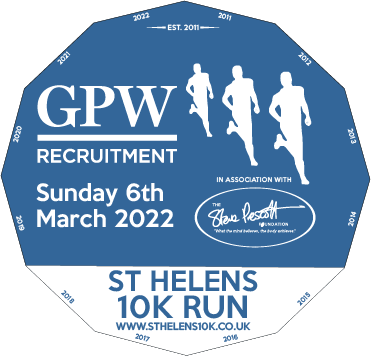 2022
2011
EST. 2011
2021
2012
GPW
RECRUITMENT
2020
2013
IN ASSOCIATION WITH
Sunday 6th
March 2022
THE
Steve Prescott
FOUNDATION
"What the mind believes, the body achieves."
2019
2014
ST HELENS
10K RUN
WWW.STHELENS10K.CO.UK
2018
2015
2017
2016